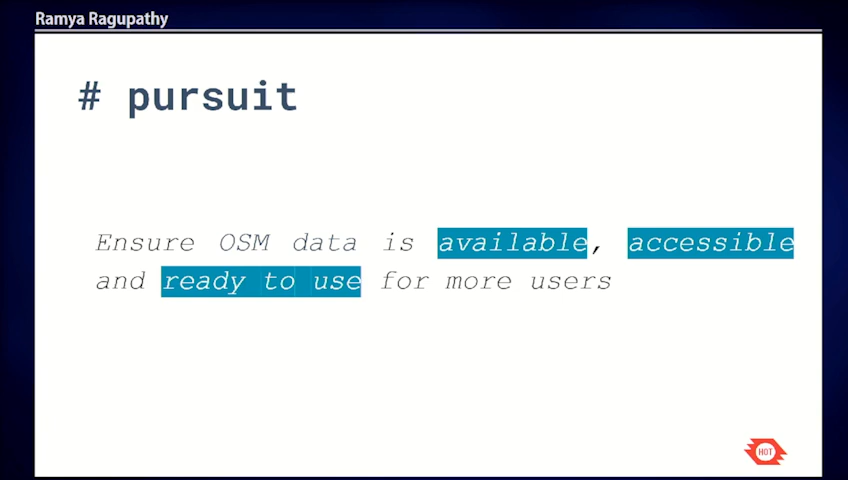 Ramya Ragupathy
# pursuit
Ensure OSM data is available, accessible
and ready to use for more users
HOT